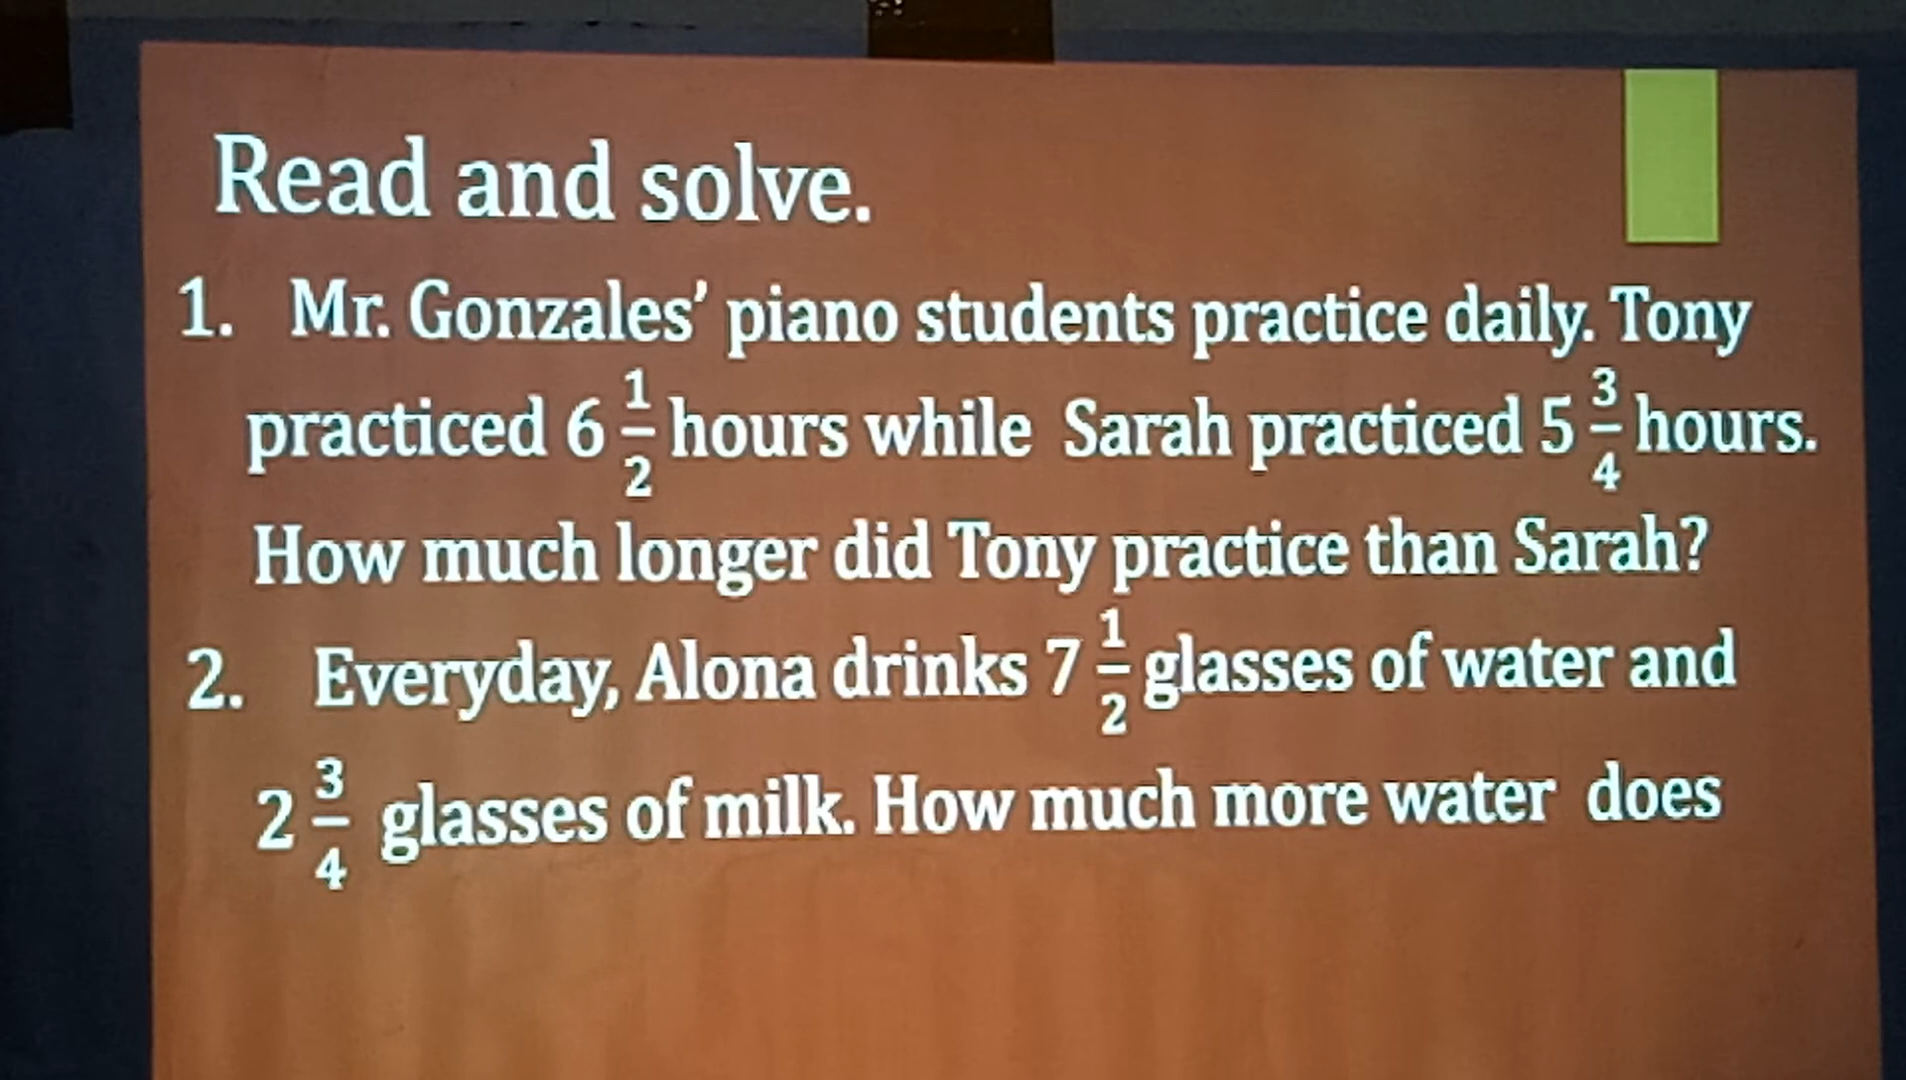 Read and solve.
1. Mr. Gonzales’ piano students practice daily. Tony
practiced 6 1/2 hours while Sarah practiced 5 3/4 hours.
How much longer did Tony practice than Sarah?
2. Everyday, Alona drinks 7 1/2 glasses of water and
2 3/4 glasses of milk. How much more water does